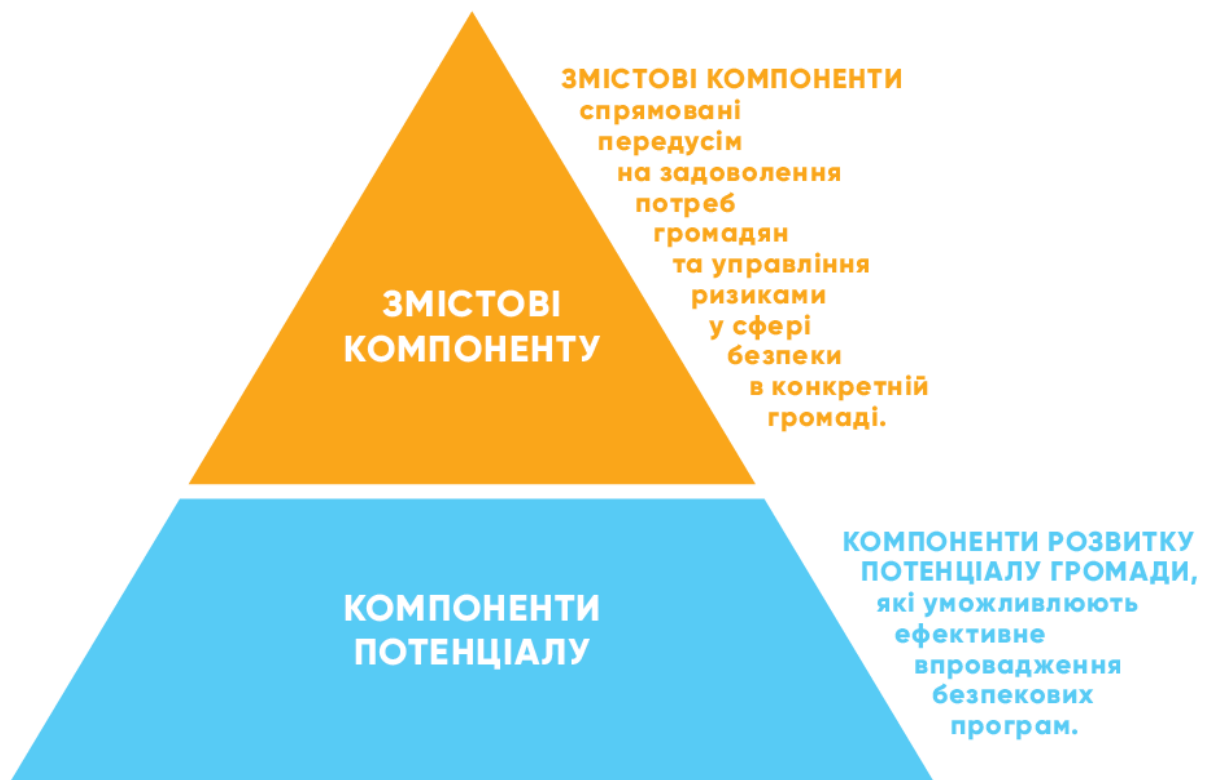 ЗМІСТОВІ КОМПОНЕНТИ
спрямовані
передусім
на задоволення
потреб
громадян
та управління
ризиками
у сфері
безпеки
в конкретній
громаді.
ЗМІСТОВІ
КОМПОНЕНТУ
КОМПОНЕНТИ РОЗВИТКУ
ПОТЕНЦІАЛУ ГРОМАДИ,
які уможливлюють
ефективне
впровадження
безпекових
програм.
КОМПОНЕНТИ
ПОТЕНЦІАЛУ